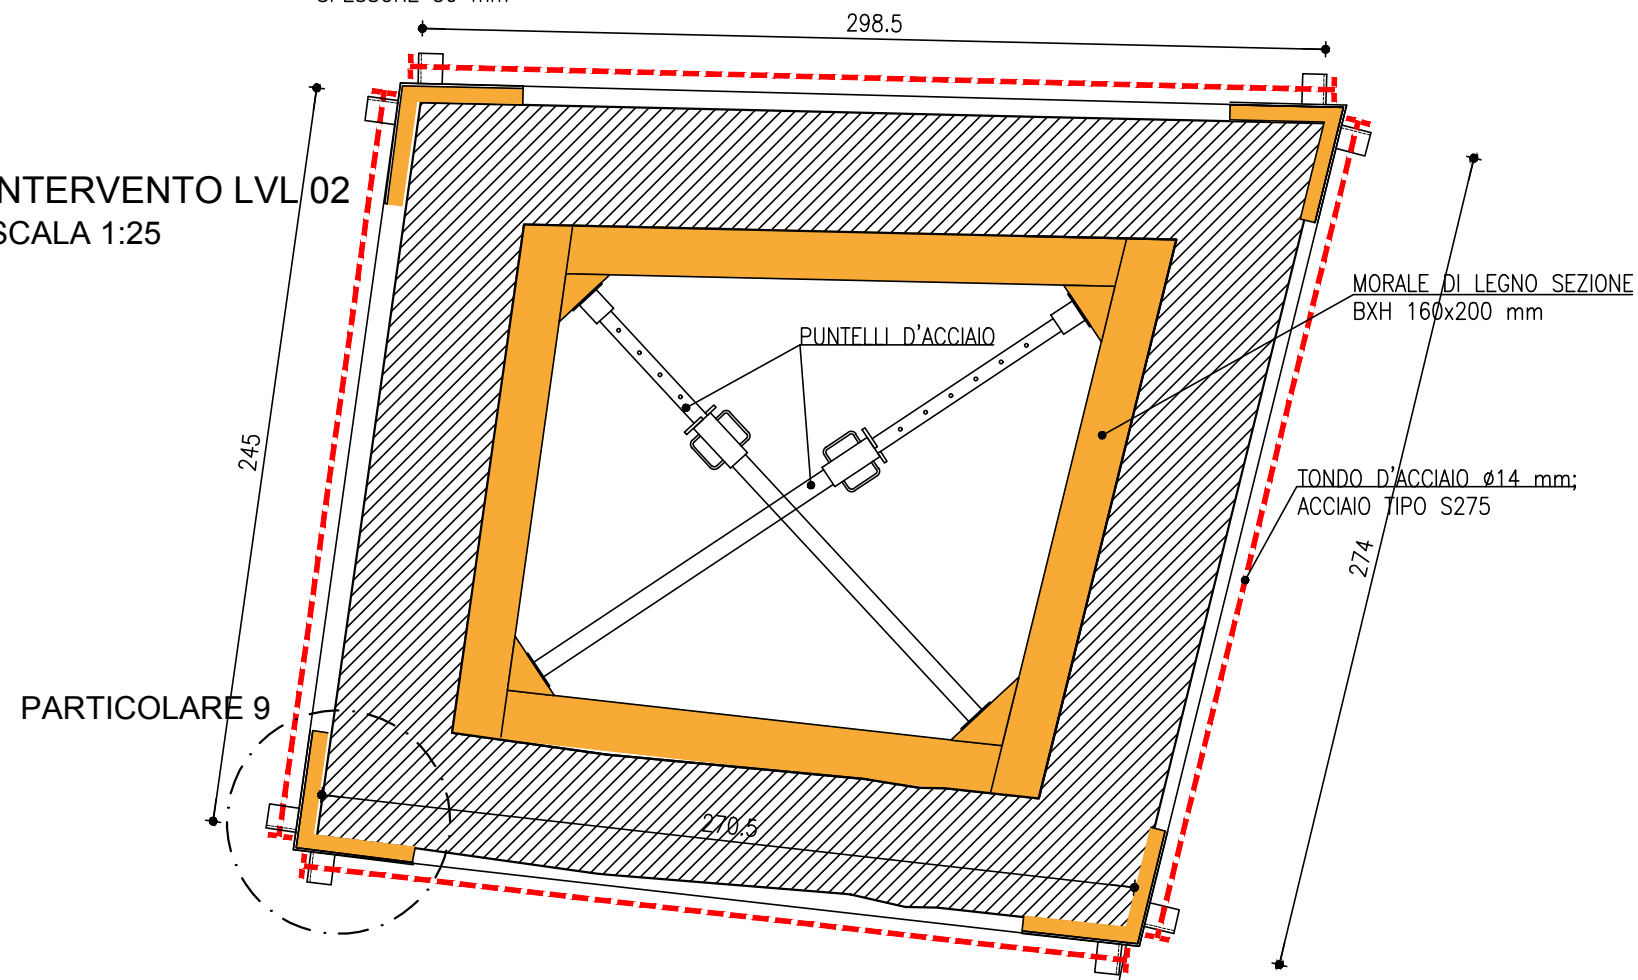 298.5
NTERVENTO LVL 02
SCALA 1:25
MORALE DI LEGNO SEZIONE
BXH 160x200 mm
PUNTELLI D'ACCIAIO
245
TONDO D'ACCIAIO ø14 mm;
ACCIAIO TIPO S275
274
PARTICOLARE 9
270.5